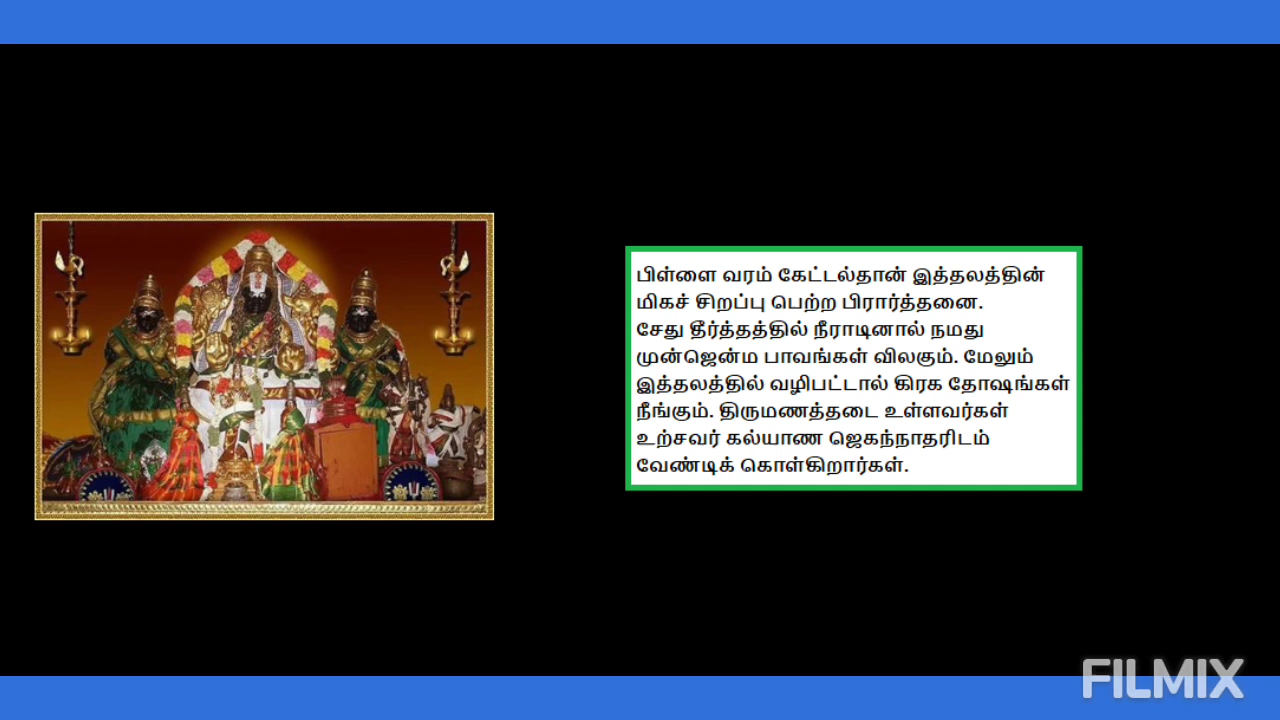 பிள்ளை வரம் கேட்டல்தான் இத்தலத்தின்
மிகச் சிறப்பு பெற்ற பிரார்த்தனை.
சேது தீர்த்தத்தில் நீராடினால் நமது
முன்ஜென்ம பாவங்கள் விலகும். மேலும்
இத்தலத்தில் வழிபட்டால் கிரக தோஷங்கள்
நீங்கும். திருமணத்தடை உள்ளவர்கள்
உற்சவர் கல்யாண ஜெகந்நாதரிடம்
வேண்டிக் கொள்கிறார்கள்.
FILMIX